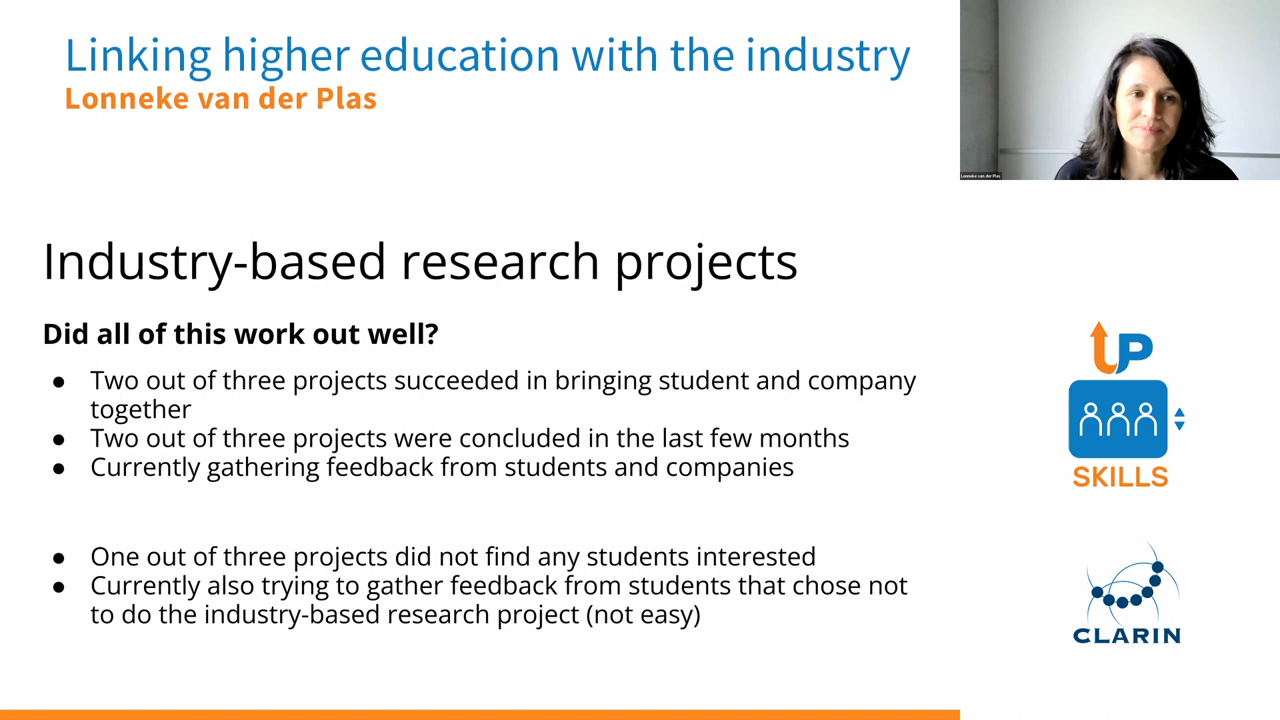 Linking higher education with the industry
Lonneke van der Plas
Lonneke van der Plas
Industry-based research projects
Did all of this work out well?
● Two out of three projects succeeded in bringing student and company
together
● Two out of three projects were concluded in the last few months
● Currently gathering feedback from students and companies
● One out of three projects did not find any students interested
● Currently also trying to gather feedback from students that chose not
to do the industry-based research project (not easy)
UP
SKILLS
CLARIN